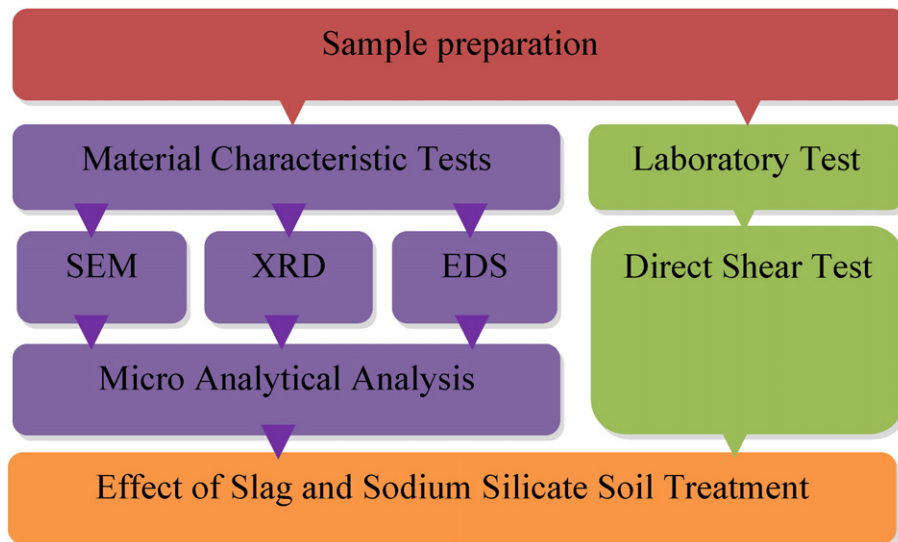 Sample preparation
Material Characteristic Tests
Laboratory Test
SEM
XRD
EDS
Direct Shear Test
Micro Analytical Analysis
Effect of Slag and Sodium Silicate Soil Treatment